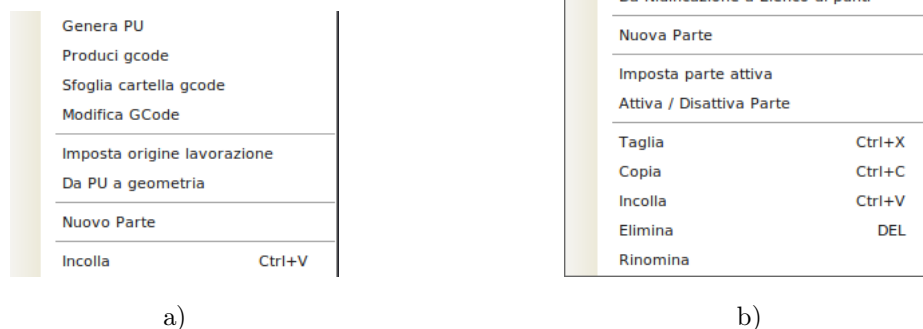 Genera PU
Produci gcode
Sfoglia cartella gcode
Modifica GCode
Imposta origine lavorazione
Da PU a geometria
Nuovo Parte
Incolla Ctrl+V
a)
Nuova Parte
Imposta parte attiva
Attiva / Disattiva Parte
Taglia Ctrl+X
Copia Ctrl+C
Incolla Ctrl+V
Elimina DEL
Rinomina
b)